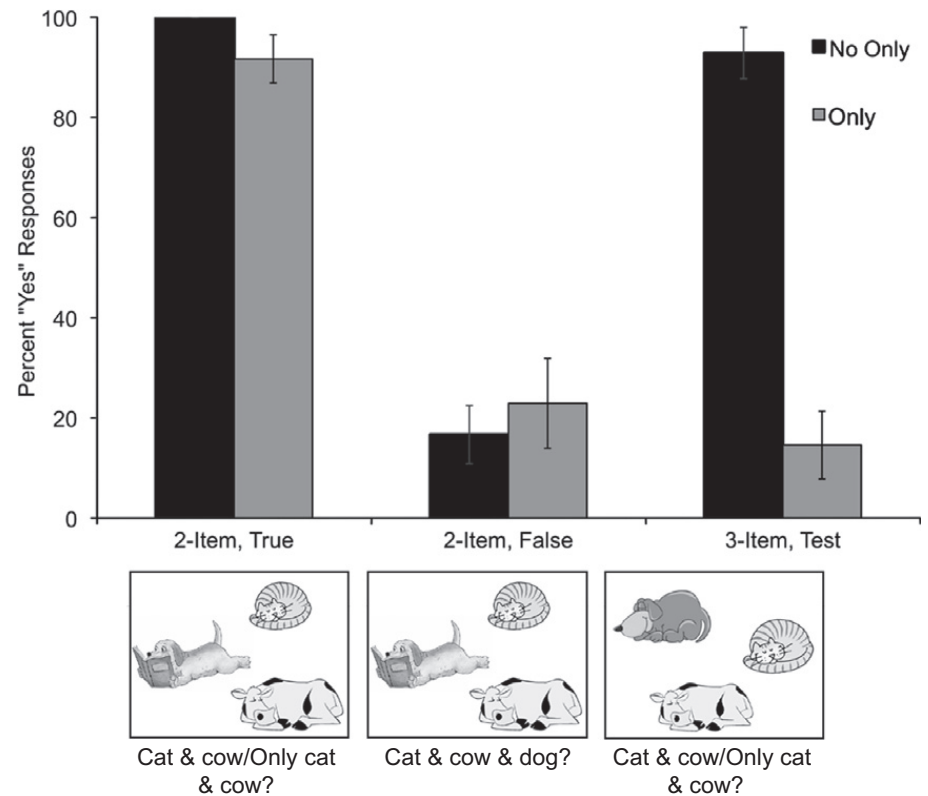 100
80
60
40
20
0
Percent "Yes" Responses
No Only
Only
2-Item, True
2-Item, False
3-Item, Test
Cat & cow/Only cat
& cow?
Cat & cow & dog?
Cat & cow/Only cat
& cow?